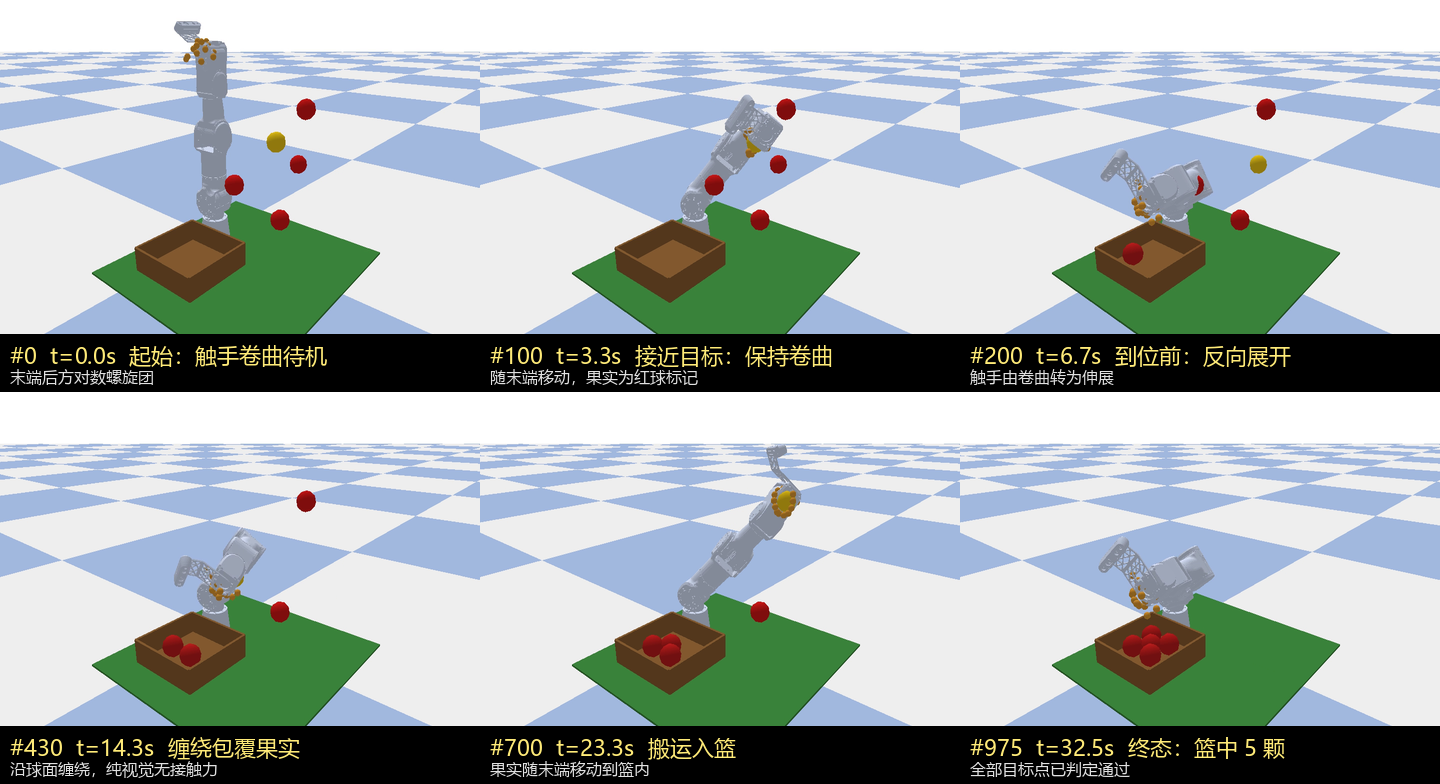 #0 t=0.0s 起始：触手卷曲待机
末端后方对数螺旋团
#100 t=3.3s 接近目标：保持卷曲
随末端移动，果实为红球标记
#200 t=6.7s 到位前：反向展开
触手由卷曲转为伸展
#430 t=14.3s 缠绕包覆果实
沿球面缠绕，纯视觉无接触力
#700 t=23.3s 搬运入篮
果实随末端移动到篮内
#975 t=32.5s 终态：篮中 5 颗
全部目标点已判定通过